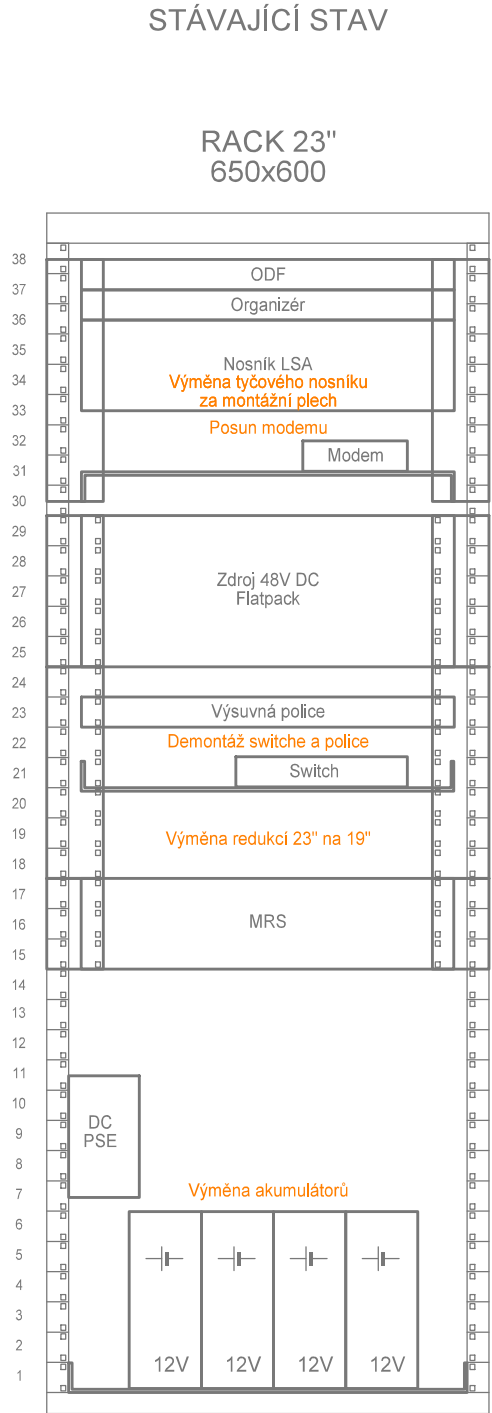 STÁVAJÍCÍ STAV
RACK 23"
650x600
38
ODF
37
Organizér
36
35
Nosník LSA
34
Výměna tyčového nosníku
za montážní plech
33
Posun modemu
32
Modem
31
30
29
28
Zdroj 48V DC
27
Flatpack
26
25
24
23
Výsuvná police
22
Demontáž switche a police
21
Switch
20
19
Výměna redukcí 23" na 19"
18
17
16
MRS
15
14
13
12
11
10
DC
9
PSE
8
7
Výměna akumulátorů
6
5
4
3
2
12V 12V 12V 12V
1